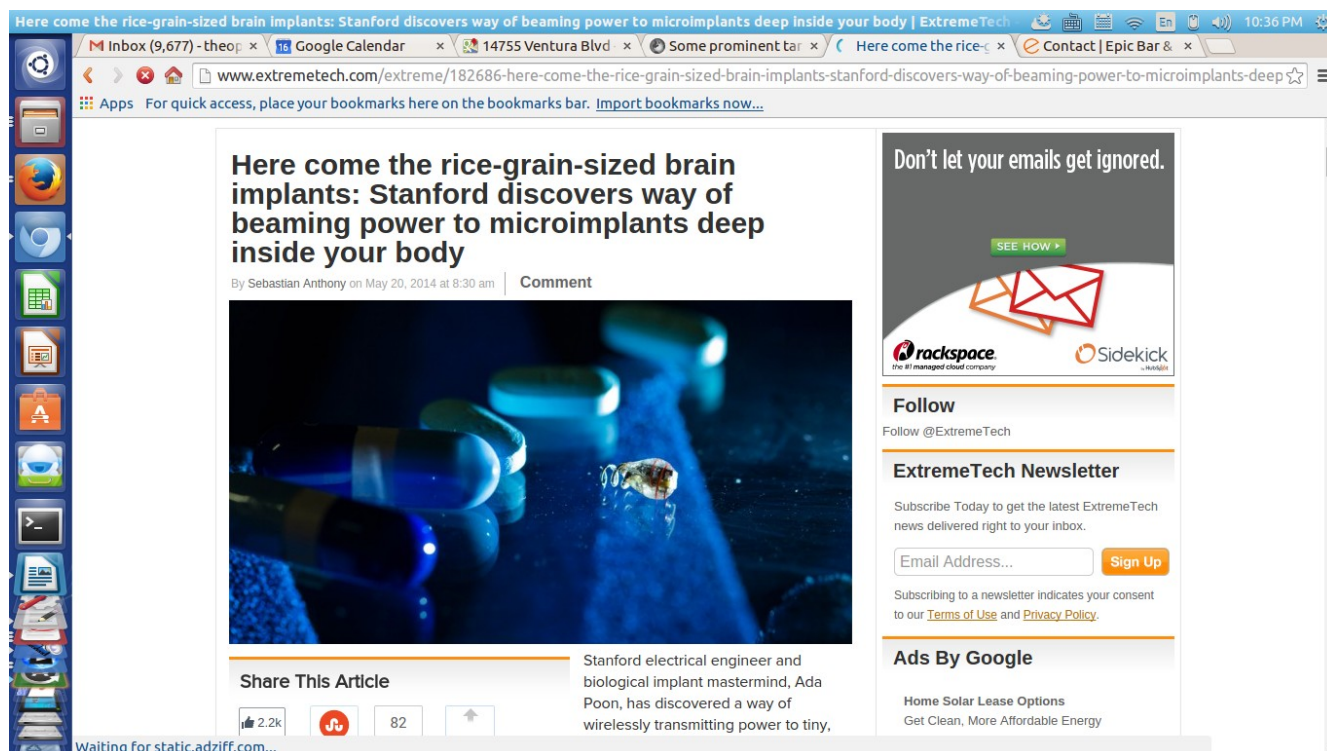 Here come the rice-grain-sized brain implants: Stanford discovers way of beaming power to microimplants deep inside your body | ExtremeTech
En
10:36 PM
Inbox (9,677) - theop
Google Calendar
14755 Ventura Blvd
Some prominent tar
Here come the rice-g
Contact | Epic Bar &
www.extremetech.com/extreme/182686-here-come-the-rice-grain-sized-brain-implants-stanford-discovers-way-of-beaming-power-to-microimplants-deep
Apps For quick access, place your bookmarks here on the bookmarks bar. Import bookmarks now...
Here come the rice-grain-sized brain
implants: Stanford discovers way of
beaming power to microimplants deep
inside your body
By Sebastian Anthony on May 20, 2014 at 8:30 am
Comment
Share This Article
2.2k
82
Stanford electrical engineer and
biological implant mastermind, Ada
Poon, has discovered a way of
wirelessly transmitting power to tiny,
Don't let your emails get ignored.
SEE HOW
rackspace.
the #1 managed cloud company
Sidekick
by HubSpot
Follow
Follow @ExtremeTech
ExtremeTech Newsletter
Subscribe Today to get the latest ExtremeTech
news delivered right to your inbox.
Email Address...
Sign Up
Subscribing to a newsletter indicates your consent
to our Terms of Use and Privacy Policy.
Ads By Google
Home Solar Lease Options
Get Clean, More Affordable Energy
Waiting for static.adziff.com...